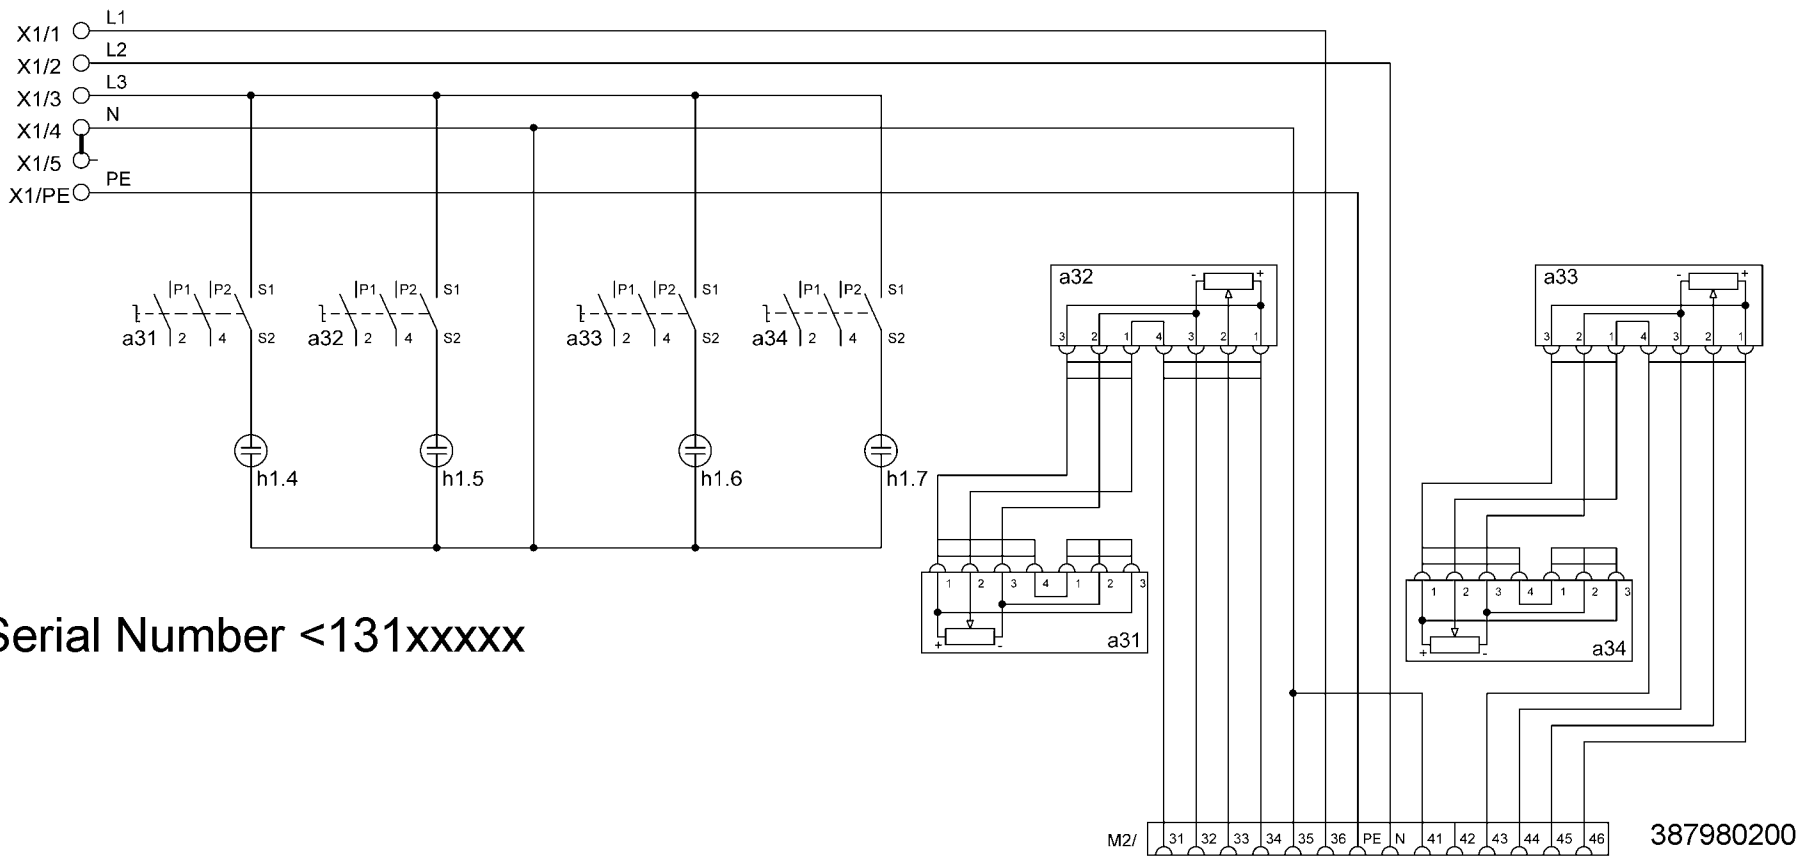 L1
X1/1
L2
X1/2
L3
X1/3
N
X1/4
X1/5
PE
X1/PE
P1 P2 S1 P1 P2 S1 P1 P2 S1 P1 P2 S1
a31 2 4 S2 a32 2 4 S2 a33 2 4 S2 a34 2 4 S2
a32 - +
3 2 1 4 3 2 1
a33 - +
3 2 1 4 3 2 1
h1.4 h1.5 h1.6 h1.7
1 2 3 4 1 2 3
+ - a31
1 2 3 4 1 2 3
+ - a34
Serial Number <131xxxxx
M2/ 31 32 33 34 35 36 PE N 41 42 43 44 45 46
387980200